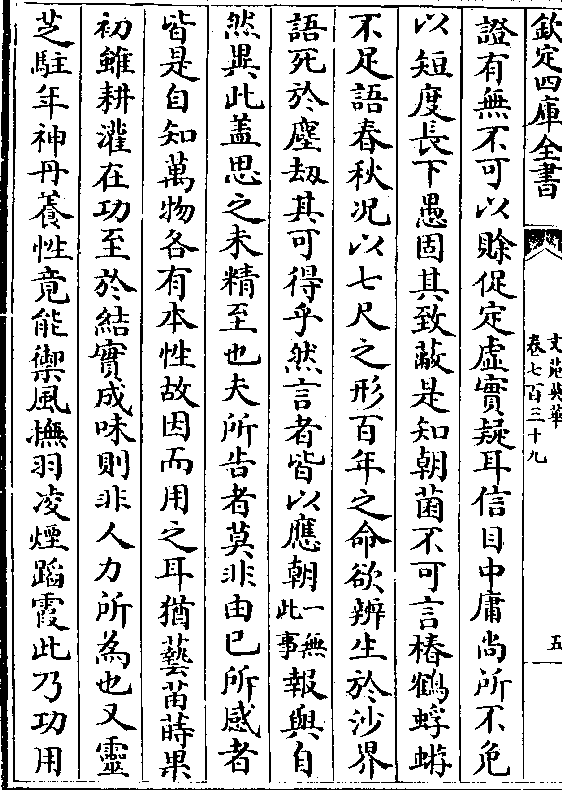 欽定四庫全書
文苑英華
卷七百三十九
五
證有無不可以賖促定虚實疑耳信目中庸尚所不免
以短度長下愚固其致蔽是知朝菌不可言椿鶴蜉蝣
不足語春秋况以七尺之形百年之命欲辨生於沙界
語死於塵刼其可得乎然言者皆以應朝一無此事報與自
然異此盖思之未精至也夫所告者莫非由已所感者
皆是自知萬物各有本性故因而用之耳猶藝苗蒔果
初雖耕灌在功至於結實成味則非人力所為也又靈
芝駐年神丹養性竟能禦風撫羽凌煙蹈霞此乃功用